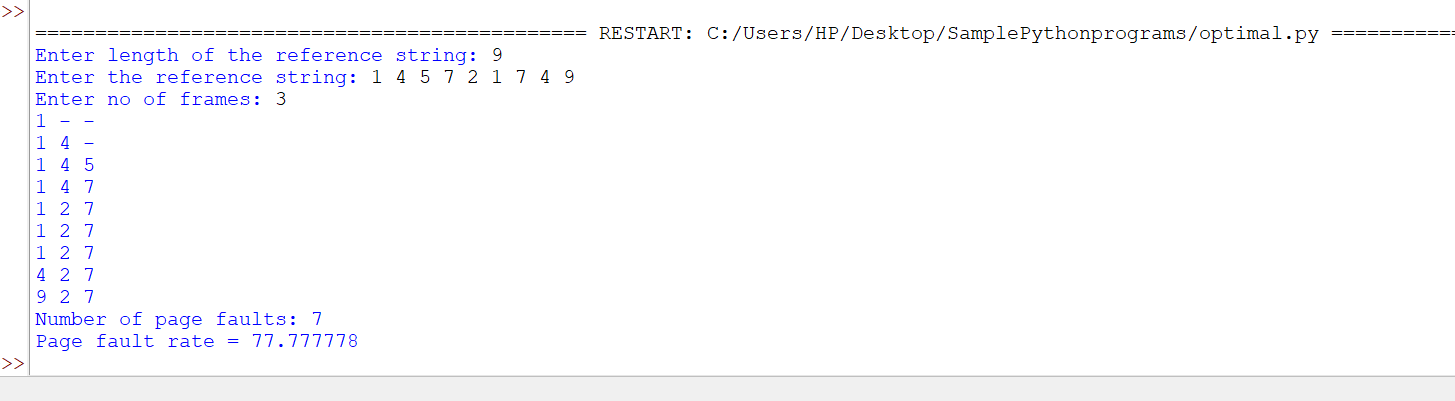 >>
============================================== RESTART: C:/Users/HP/Desktop/SamplePythonprograms/optimal.py ===========
Enter length of the reference string: 9
Enter the reference string: 1 4 5 7 2 1 7 4 9
Enter no of frames: 3
1 - -
1 4 -
1 4 5
1 4 7
1 2 7
1 2 7
1 2 7
4 2 7
9 2 7
Number of page faults: 7
Page fault rate = 77.777778
>>